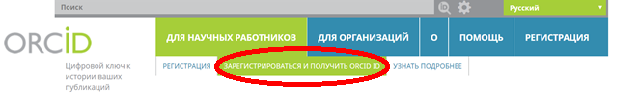 Поиск
Русский
ORCID
ДЛЯ НАУЧНЫХ РАБОТНИКОВ
ДЛЯ ОРГАНИЗАЦИЙ
О
ПОМОЩЬ
РЕГИСТРАЦИЯ
РЕГИСТРАЦИЯ
ЗАРЕГИСТРИРОВАТЬСЯ И ПОЛУЧИТЬ ORCID ID
УЗНАТЬ ПОДРОБНЕЕ
Цифровой ключ к
истории ваших
публикаций